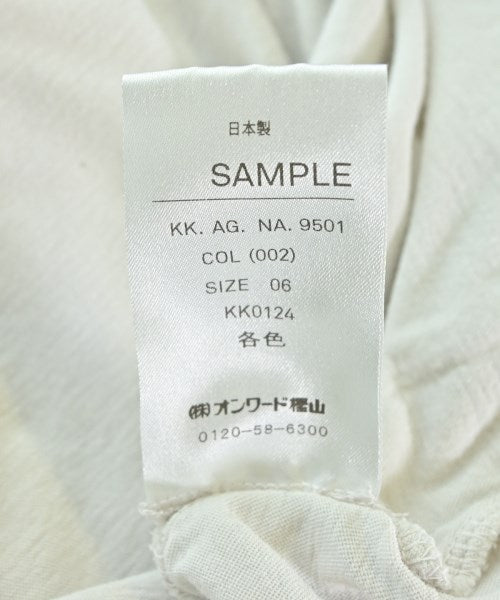 日本製
SAMPLE
KK. AG. NA. 9501
COL (002)
SIZE 06
KK0124
各色
(株)オンワード樫山
0120-58-6300